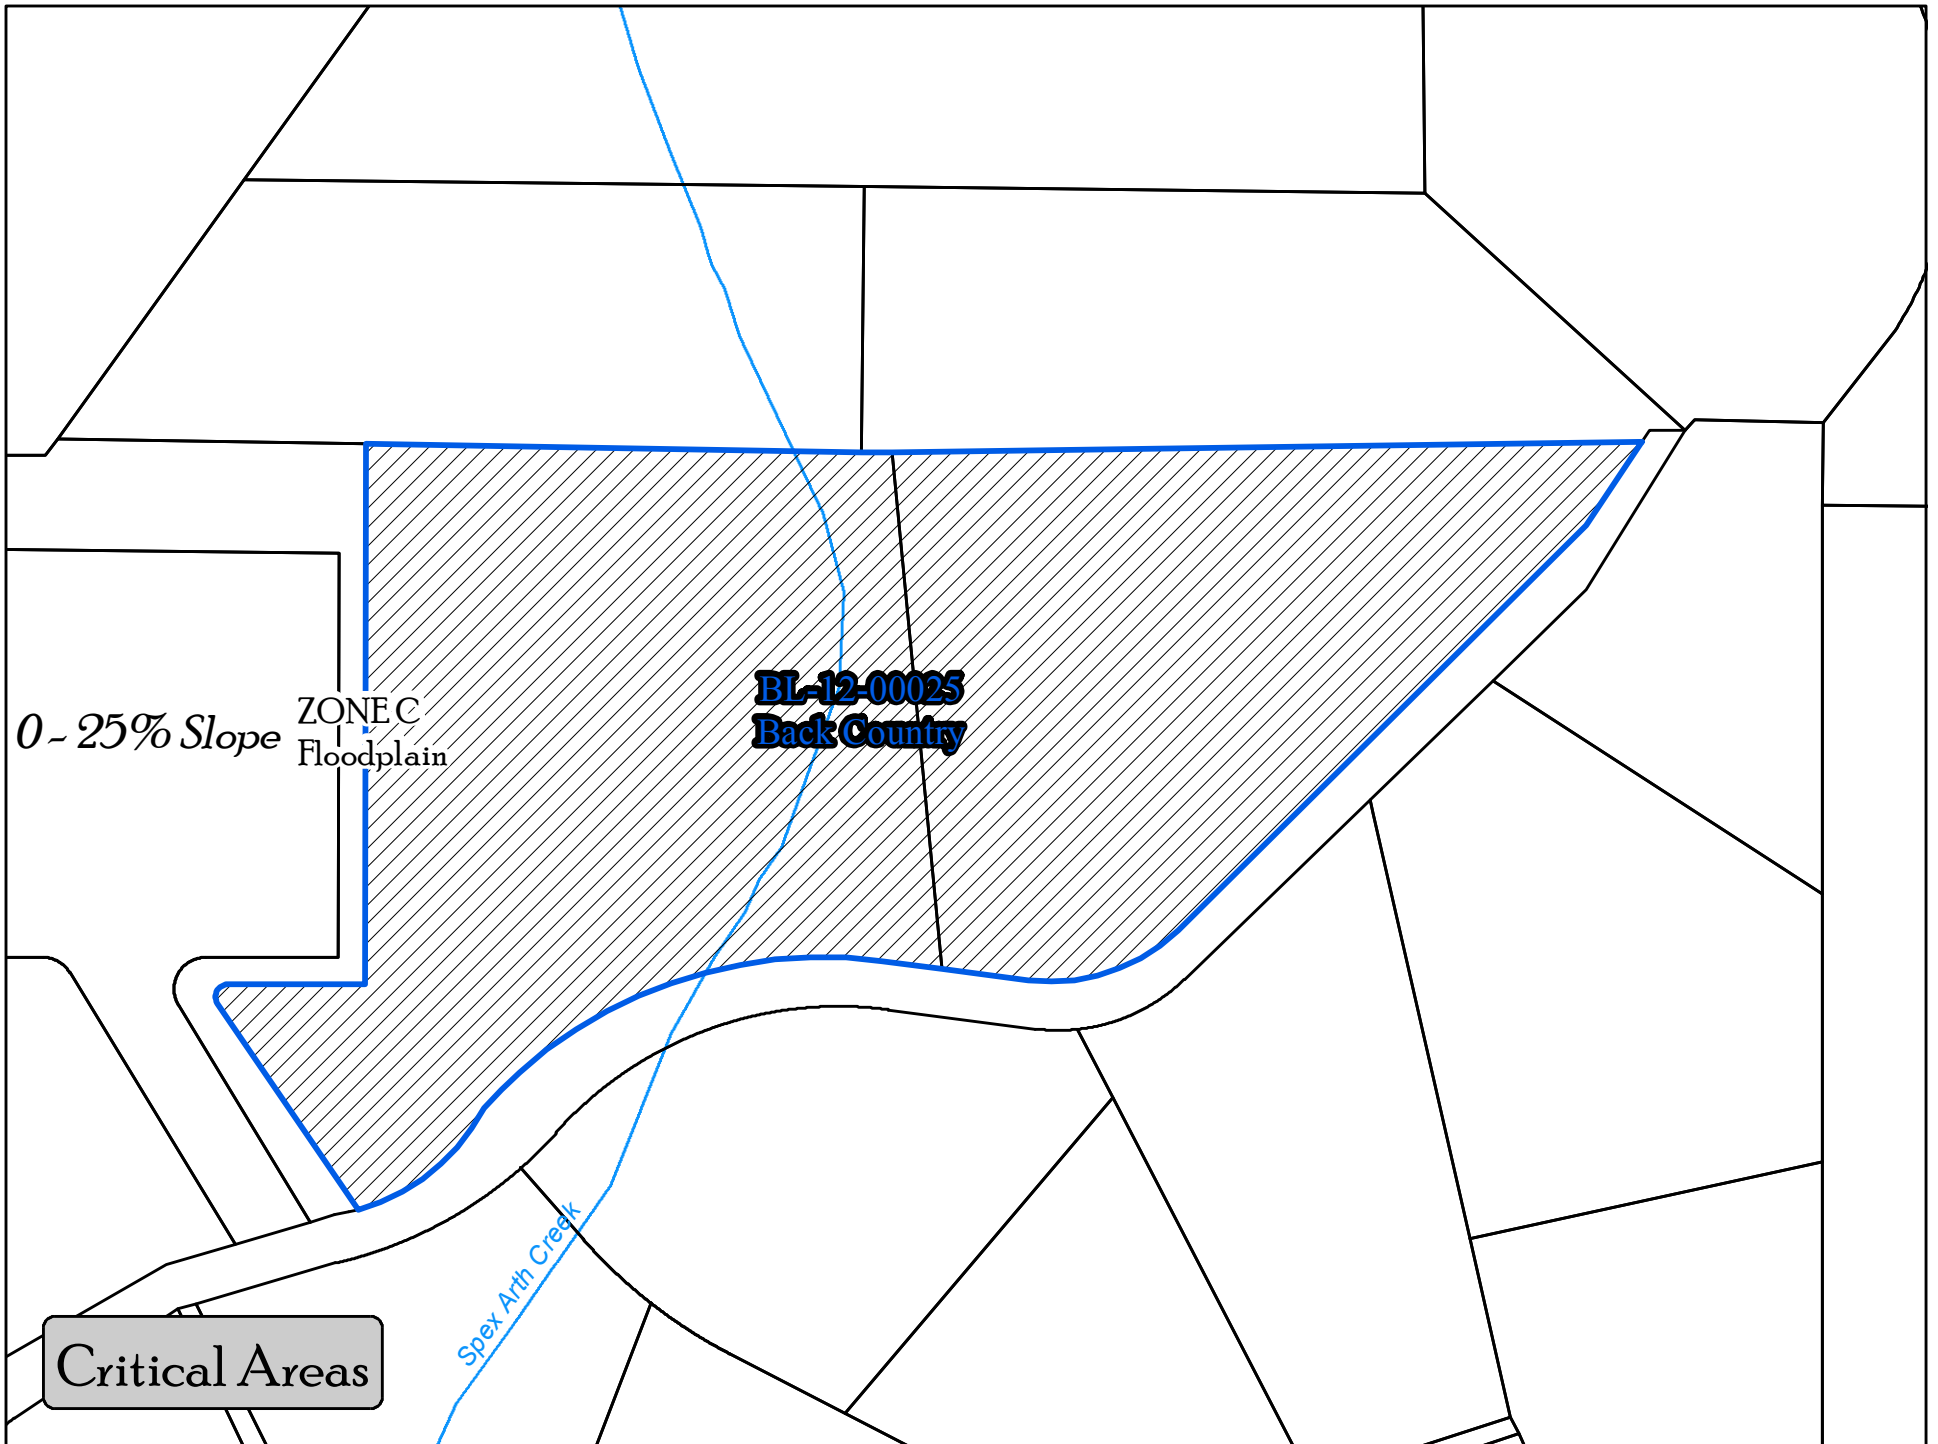 BL-12-00025
Back Country
0 - 25% Slope
ZONE C
Floodplain
Spex Arth Creek
Critical Areas